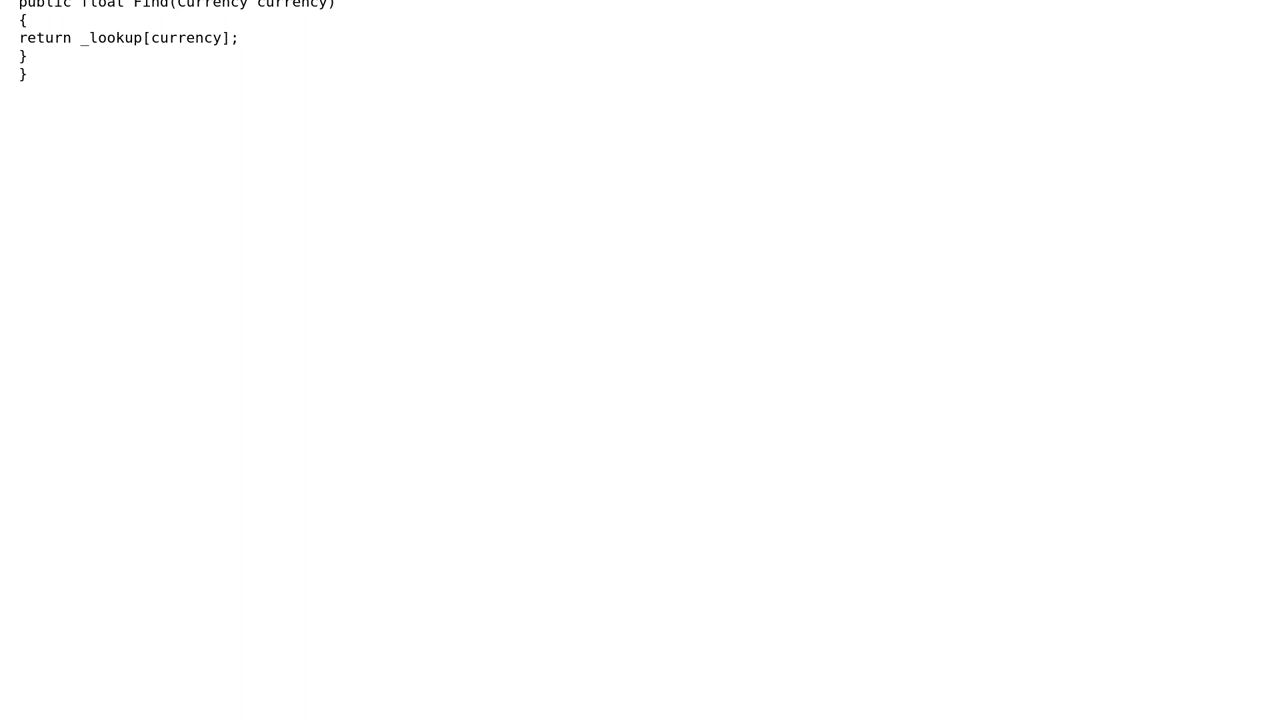 public float Find(Currency currency)
{
return _lookup[currency];
}
}